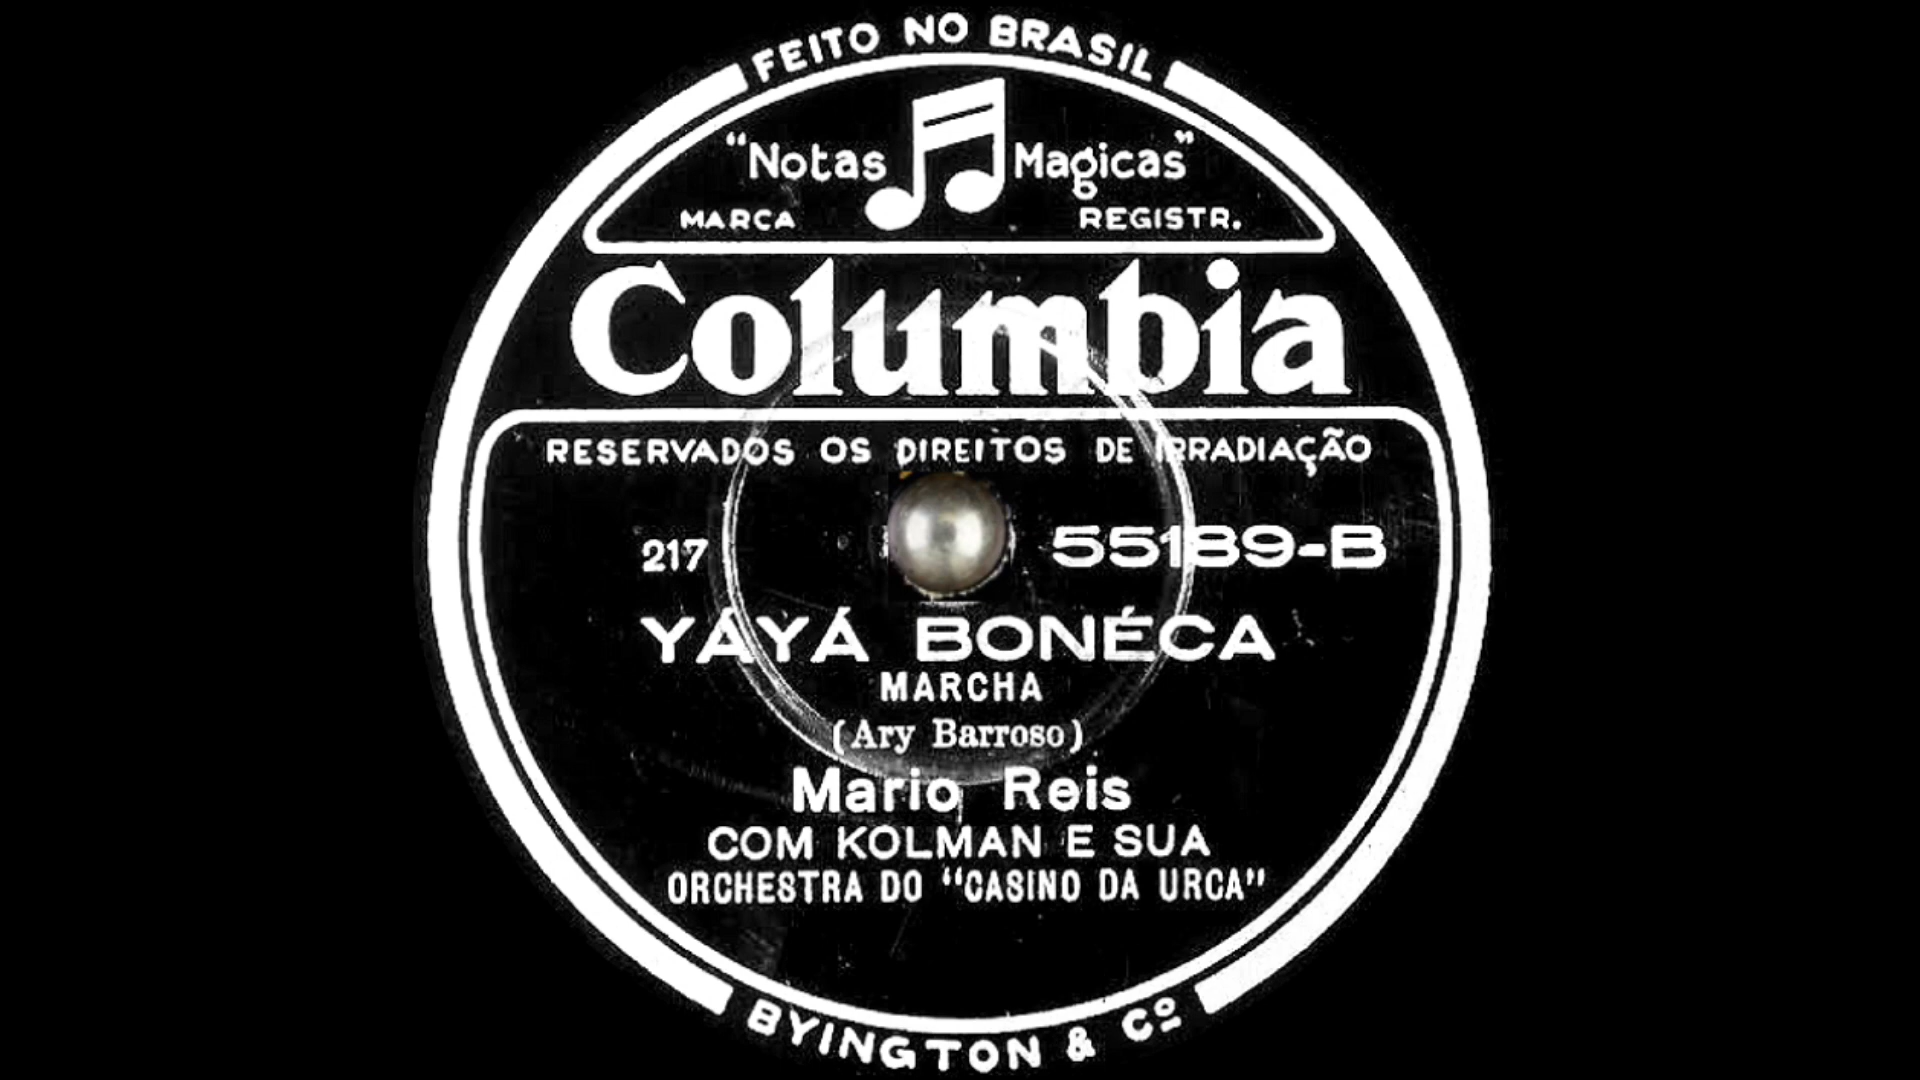 FEITO NO BRASIL
"Notas Magicas"
MARCA REGISTR.
Columbia
RESERVADOS OS DIREITOS DE IRRADIAÇÃO
217 55189-B
YÁYÁ BONÉCA
MARCHA
(Ary Barroso)
Mario Reis
COM KOLMAN E SUA
ORCHESTRA DO "CASINO DA URCA"
BYINGTON & Cº